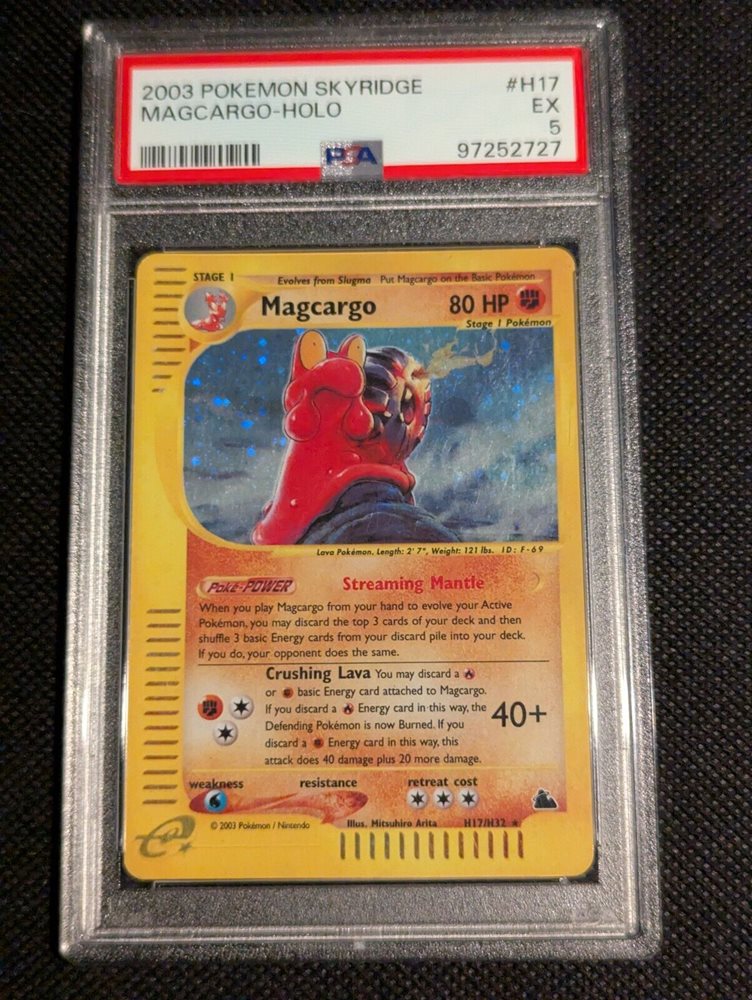 2003 POKEMON SKYRIDGE #H17
MAGCARGO-HOLO EX
5
PSA 97252727
STAGE 1 Evolves from Slugma Put Magcargo on the Basic Pokémon
Magcargo 80 HP
Stage 1 Pokémon
Lava Pokémon. Length: 2' 7", Weight: 121 lbs. ID: F-69
Poké-POWER Streaming Mantle
When you play Magcargo from your hand to evolve your Active
Pokémon, you may discard the top 3 cards of your deck and then
shuffle 3 basic Energy cards from your discard pile into your deck.
If you do, your opponent does the same.
Crushing Lava You may discard a
or basic Energy card attached to Magcargo.
If you discard a Energy card in this way, the
Defending Pokémon is now Burned. If you
discard a Energy card in this way, this
attack does 40 damage plus 20 more damage.
40+
weakness resistance retreat cost
© 2003 Pokémon / Nintendo Illus. Mitsuhiro Arita H17/H32 ★
e